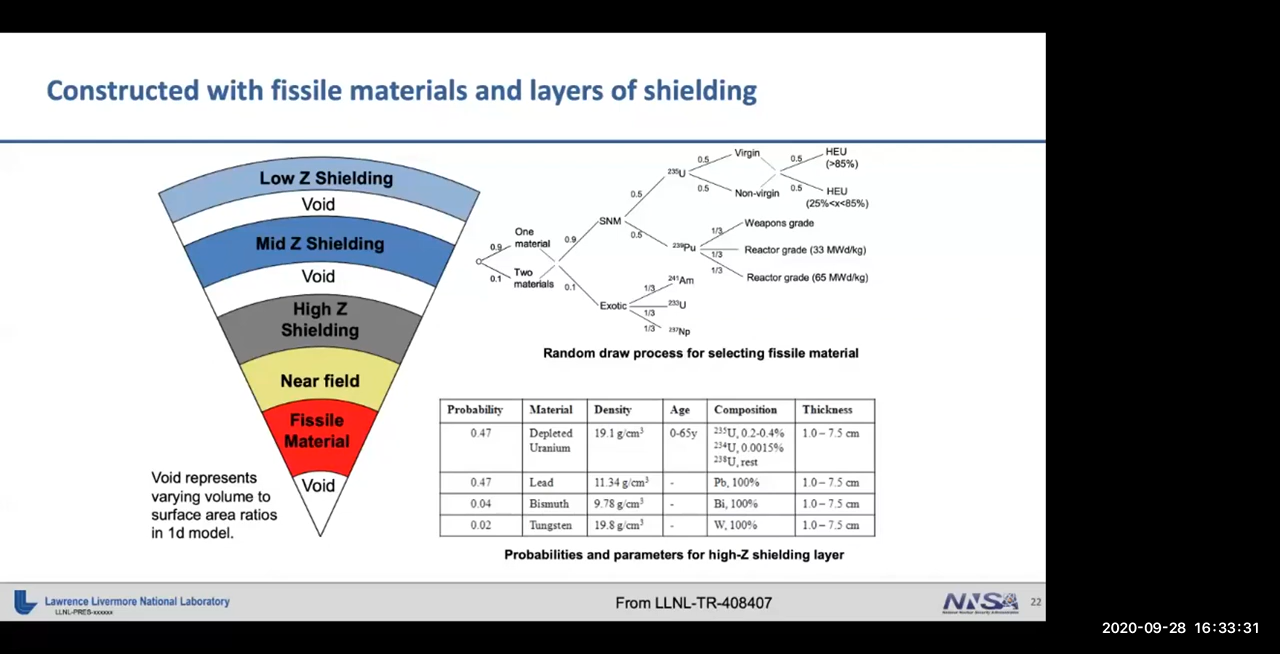 Constructed with fissile materials and layers of shielding
Low Z Shielding
Void
Mid Z Shielding
Void
High Z
Shielding
Near field
Fissile
Material
Void
Void represents
varying volume to
surface area ratios
in 1d model.
0.9
One
material
0.1
Two
materials
0.9
SNM
0.1
Exotic
0.5
235U
0.5
239Pu
0.5
Virgin
0.5
Non-virgin
0.5
HEU
(>85%)
0.5
HEU
(25%<x<85%)
1/3
Weapons grade
1/3
Reactor grade (33 MWd/kg)
1/3
Reactor grade (65 MWd/kg)
1/3
241Am
1/3
233U
1/3
237Np
Random draw process for selecting fissile material
Probability Material Density Age Composition Thickness
0.47 Depleted 19.1 g/cm3 0-65y 235U, 0.2-0.4% 1.0 – 7.5 cm
Uranium 234U, 0.0015%
238U, rest
0.47 Lead 11.34 g/cm3 - Pb, 100% 1.0 – 7.5 cm
0.04 Bismuth 9.78 g/cm3 - Bi, 100% 1.0 – 7.5 cm
0.02 Tungsten 19.8 g/cm3 - W, 100% 1.0 – 7.5 cm
Probabilities and parameters for high-Z shielding layer
Lawrence Livermore National Laboratory
LLNL-PRES-xxxxxx
From LLNL-TR-408407
NNSA
National Nuclear Security Administration
22
2020-09-28 16:33:31